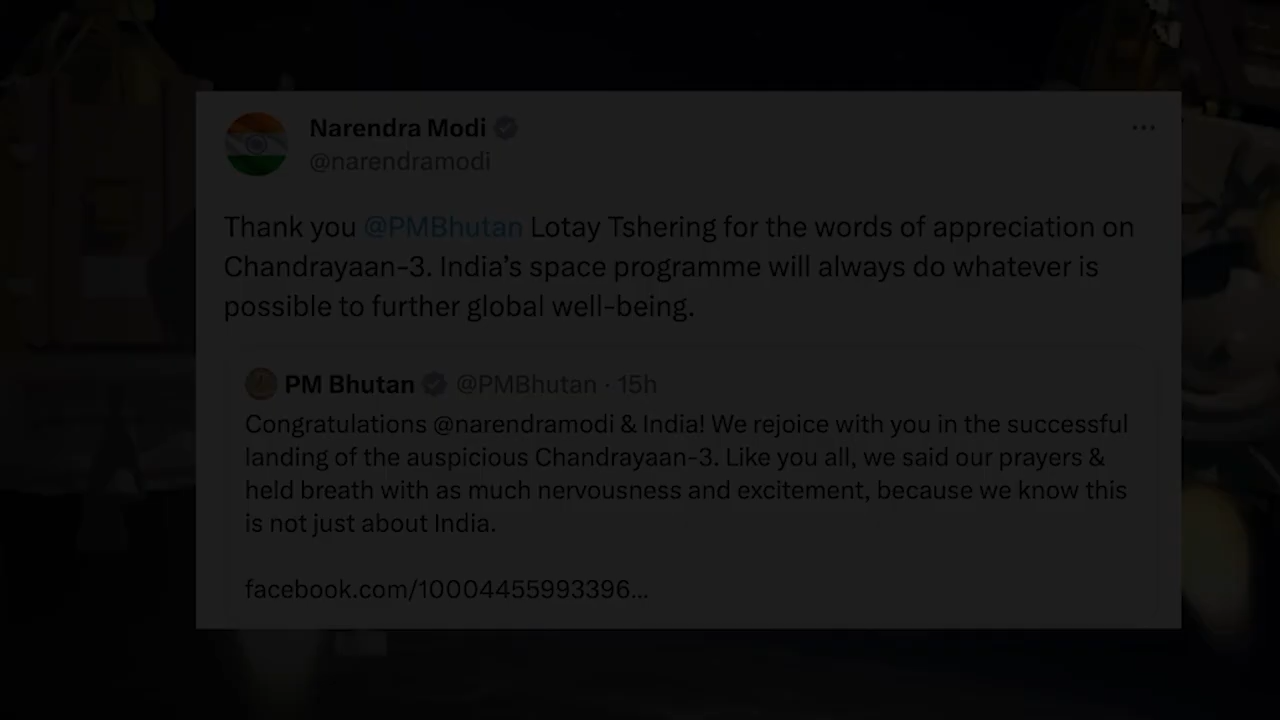 Narendra Modi
@narendramodi
Thank you @PMBhutan Lotay Tshering for the words of appreciation on
Chandrayaan-3. India’s space programme will always do whatever is
possible to further global well-being.
PM Bhutan @PMBhutan · 15h
Congratulations @narendramodi & India! We rejoice with you in the successful
landing of the auspicious Chandrayaan-3. Like you all, we said our prayers &
held breath with as much nervousness and excitement, because we know this
is not just about India.
facebook.com/10004455993396...